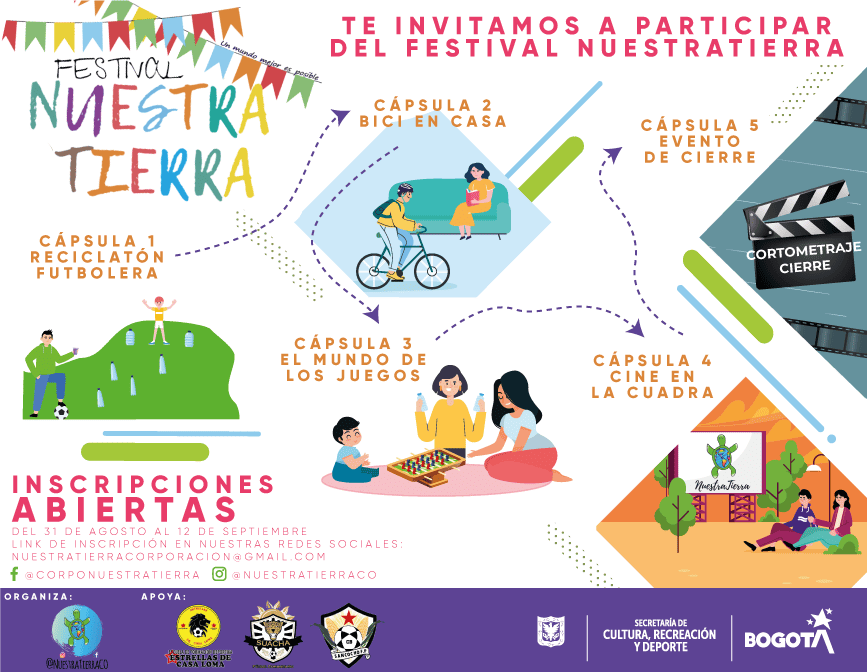 FESTIVAL
Un mundo mejor es posible
NUESTRA
TIERRA
TE INVITAMOS A PARTICIPAR
DEL FESTIVAL NUESTRATIERRA
CÁPSULA 1
RECICLATÓN
FUTBOLERA
CÁPSULA 2
BICI EN CASA
CÁPSULA 3
EL MUNDO DE
LOS JUEGOS
CÁPSULA 4
CINE EN
LA CUADRA
NuestraTierra
CÁPSULA 5
EVENTO
DE CIERRE
CORTOMETRAJE
CIERRE
INSCRIPCIONES
ABIERTAS
DEL 31 DE AGOSTO AL 12 DE SEPTIEMBRE
LINK DE INSCRIPCIÓN EN NUESTRAS REDES SOCIALES:
NUESTRATIERRACORPORACION@GMAIL.COM
f @CORPONUESTRATIERRA @NUESTRATIERRACO
ORGANIZA:
@NUESTRATIERRACO
APOYA:
ESTRELLAS DE
CASA LOMA
SUACHA
LANCEROS
SECRETARÍA DE
CULTURA, RECREACIÓN
Y DEPORTE
BOGOTÁ